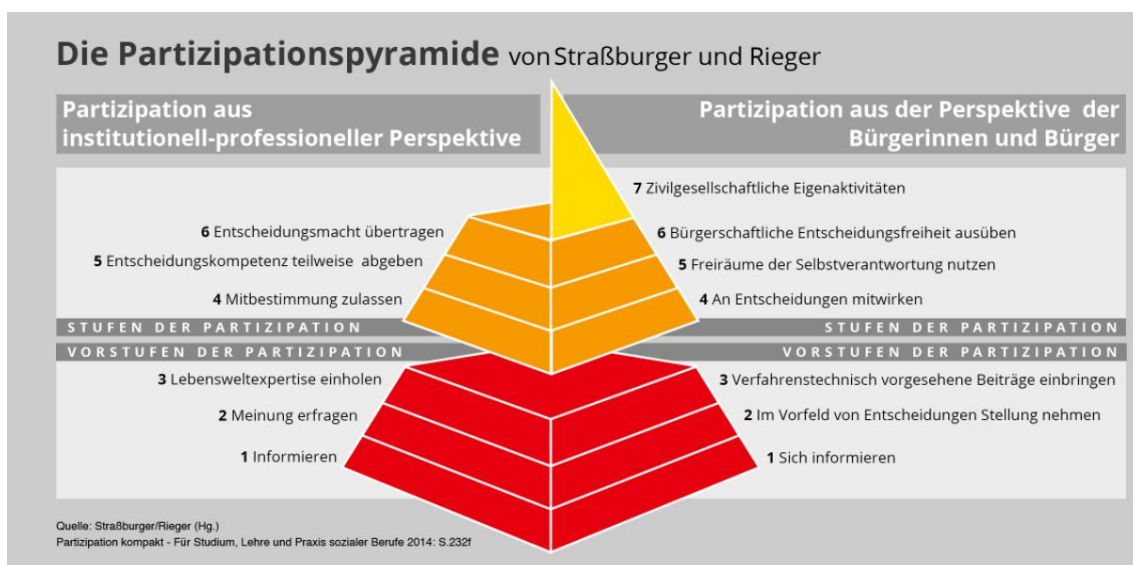 Die Partizipationspyramide von Straßburger und Rieger
Partizipation aus
institutionell-professioneller Perspektive
Partizipation aus der Perspektive der
Bürgerinnen und Bürger
7 Zivilgesellschaftliche Eigenaktivitäten
6 Entscheidungsmacht übertragen
6 Bürgerschaftliche Entscheidungsfreiheit ausüben
5 Entscheidungskompetenz teilweise abgeben
5 Freiräume der Selbstverantwortung nutzen
4 Mitbestimmung zulassen
4 An Entscheidungen mitwirken
STUFEN DER PARTIZIPATION
STUFEN DER PARTIZIPATION
VORSTUFEN DER PARTIZIPATION
VORSTUFEN DER PARTIZIPATION
3 Lebensweltexpertise einholen
3 Verfahrenstechnisch vorgesehene Beiträge einbringen
2 Meinung erfragen
2 Im Vorfeld von Entscheidungen Stellung nehmen
1 Informieren
1 Sich informieren
Quelle: Straßburger/Rieger (Hg.)
Partizipation kompakt - Für Studium, Lehre und Praxis sozialer Berufe 2014: S.232f